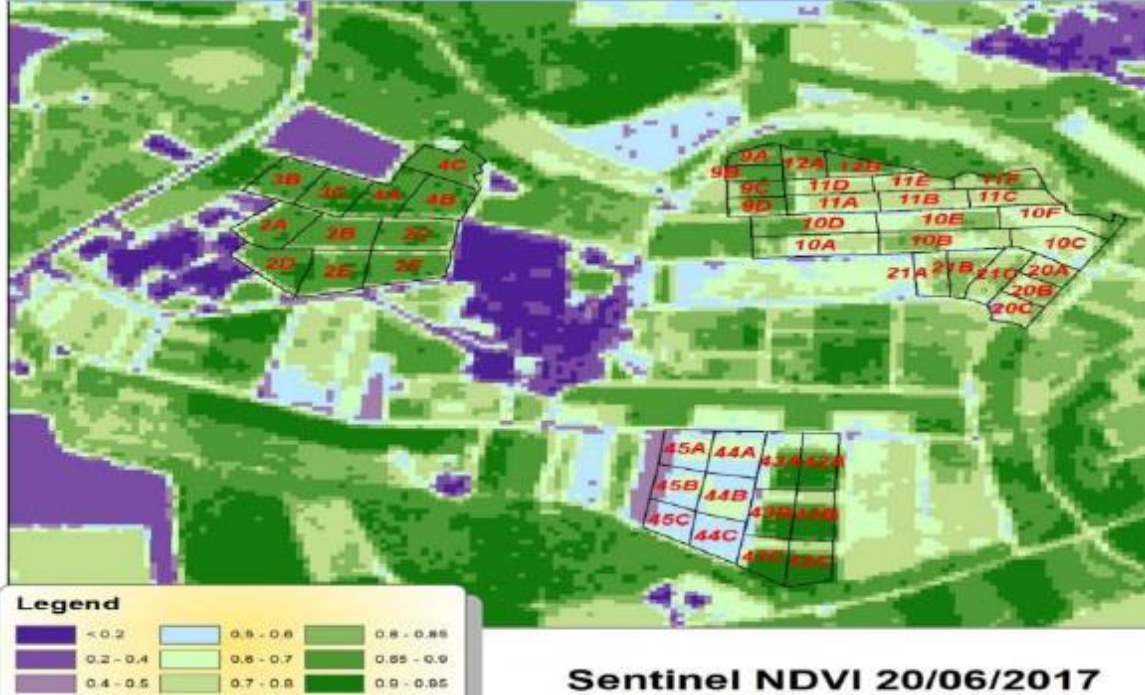 4C
3B
3C
4A
4B
2A
2B
2C
2D
2E
2F
9A
9B
12A
12B
9C
11D
11E
11F
9D
11A
11B
11C
10D
10E
10F
10A
10B
10C
21A
21B
21C
20A
20B
20C
45A
44A
43A
42A
45B
44B
43B
45C
44C
43C
42C
Legend
< 0.2
0.5 - 0.6
0.8 - 0.85
0.2 - 0.4
0.6 - 0.7
0.85 - 0.9
0.4 - 0.5
0.7 - 0.8
0.9 - 0.95
Sentinel NDVI 20/06/2017